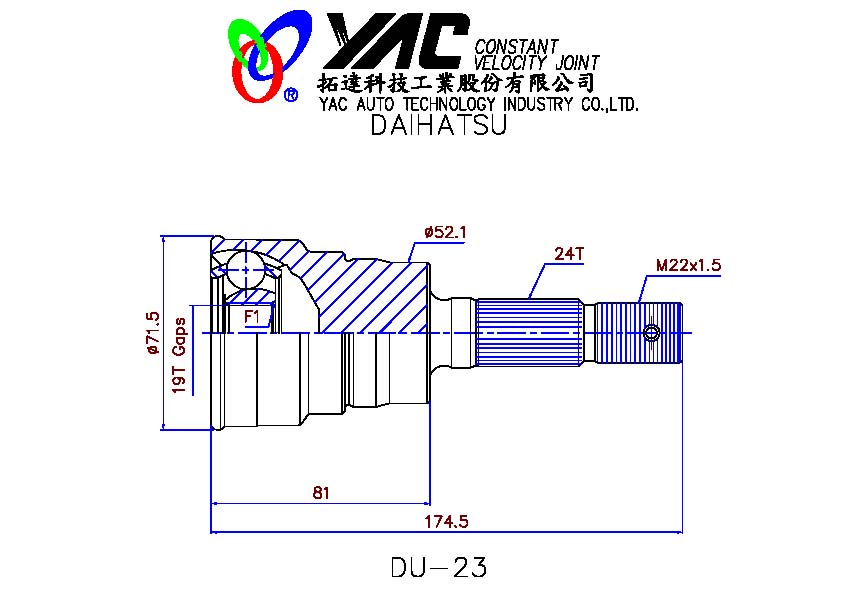 YAC CONSTANT
VELOCITY JOINT
®
拓達科技工業股份有限公司
YAC AUTO TECHNOLOGY INDUSTRY CO.,LTD.
DAIHATSU
ø52.1
24T
M22x1.5
F1
ø71.5
19T Gaps
81
174.5
DU-23